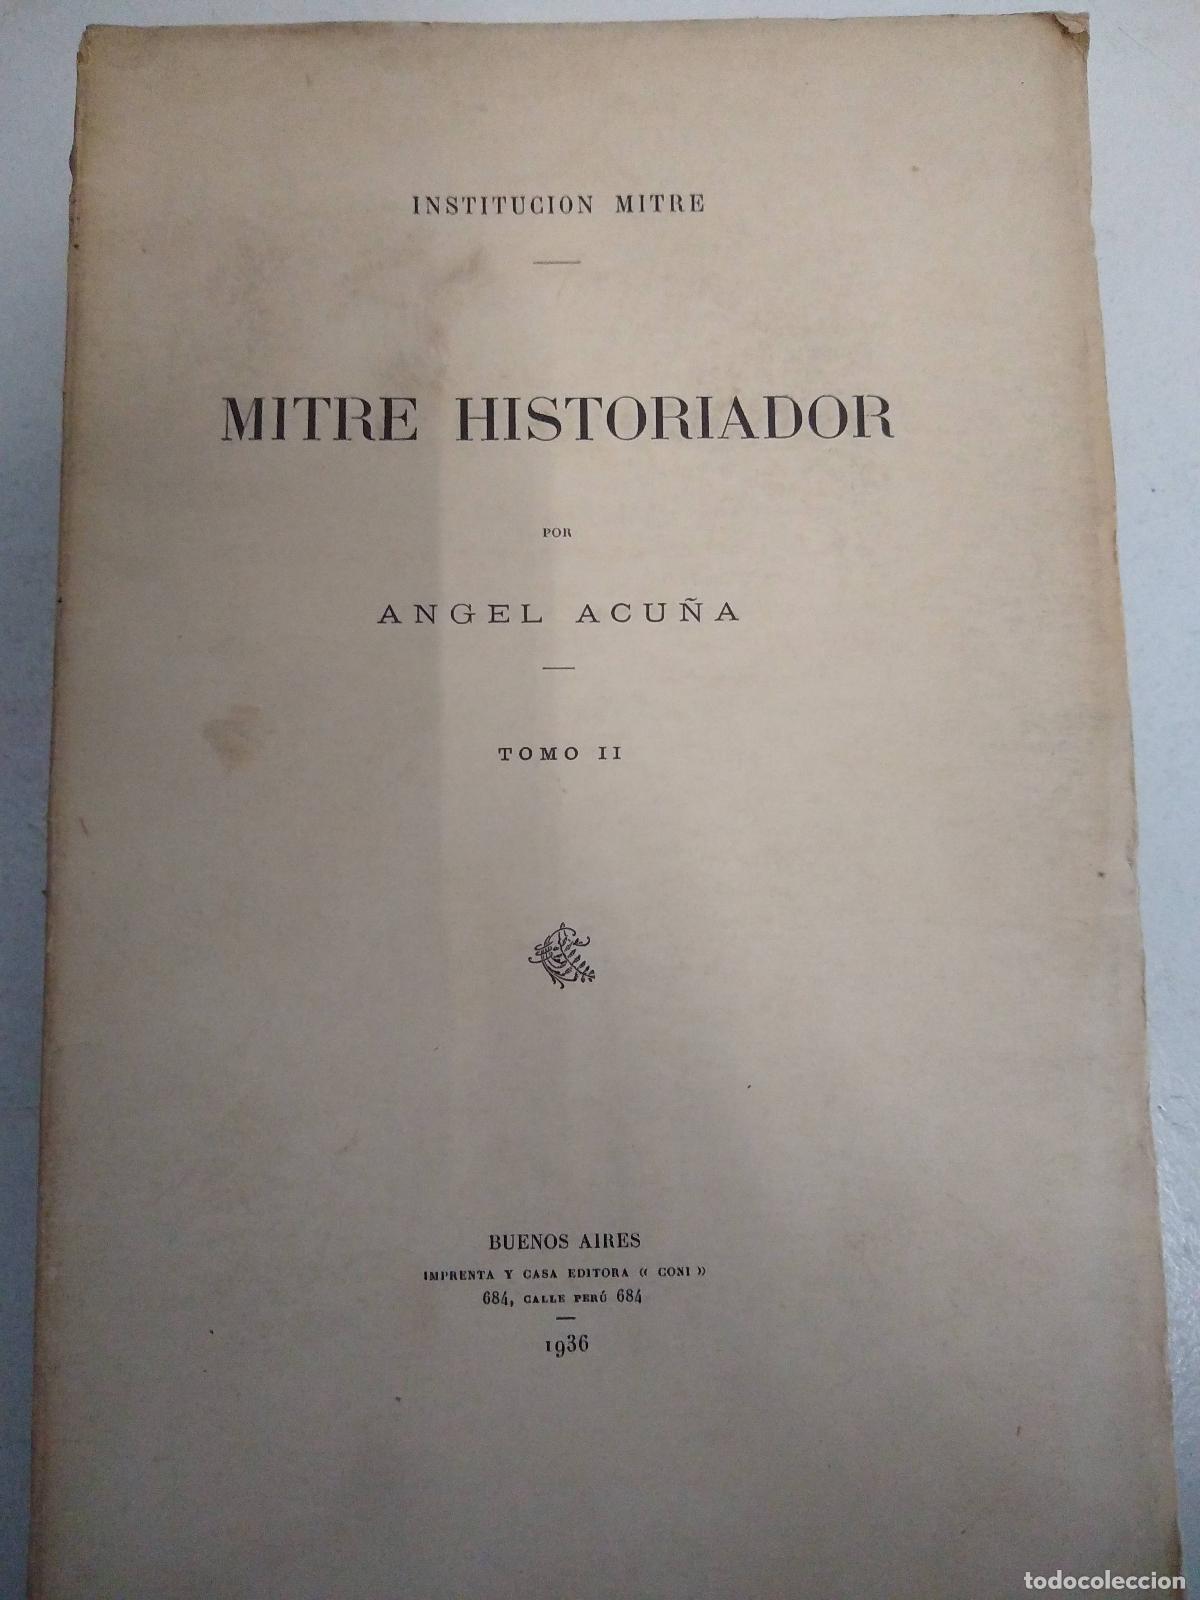 INSTITUCION MITRE
MITRE HISTORIADOR
POR
ANGEL ACUÑA
TOMO II
BUENOS AIRES
IMPRENTA Y CASA EDITORA « CONI »
684, CALLE PERÚ 684
1936
todocoleccion